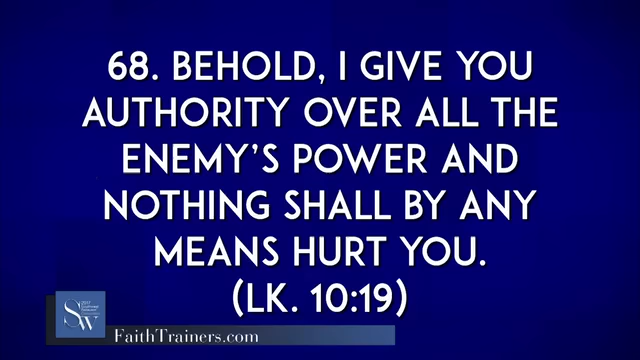 68. BEHOLD, I GIVE YOU
AUTHORITY OVER ALL THE
ENEMY'S POWER AND
NOTHING SHALL BY ANY
MEANS HURT YOU.
(LK. 10:19)
SW
FaithTrainers.com